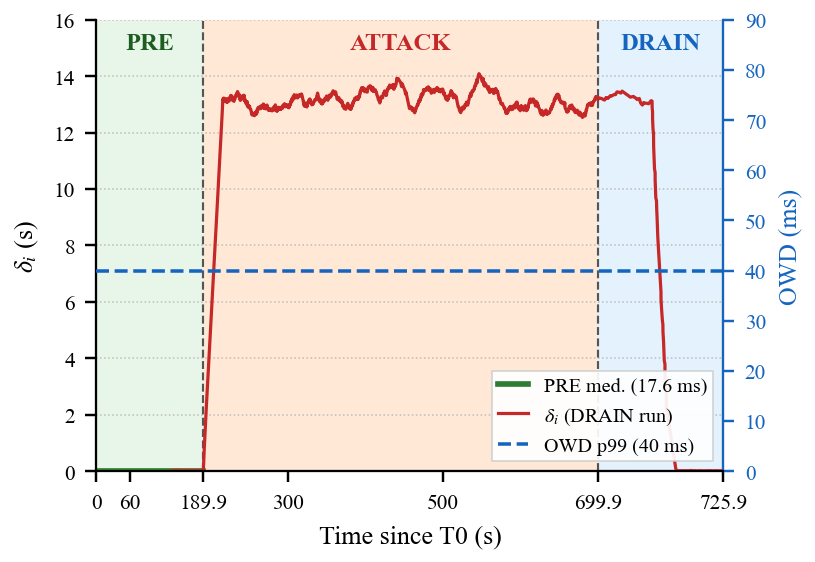 PRE ATTACK DRAIN
16
14
12
10
8
6
4
2
0
δi (s)
90
80
70
60
50
40
30
20
10
0
OWD (ms)
PRE med. (17.6 ms)
δi (DRAIN run)
OWD p99 (40 ms)
0 60 189.9 300 500 699.9 725.9
Time since T0 (s)